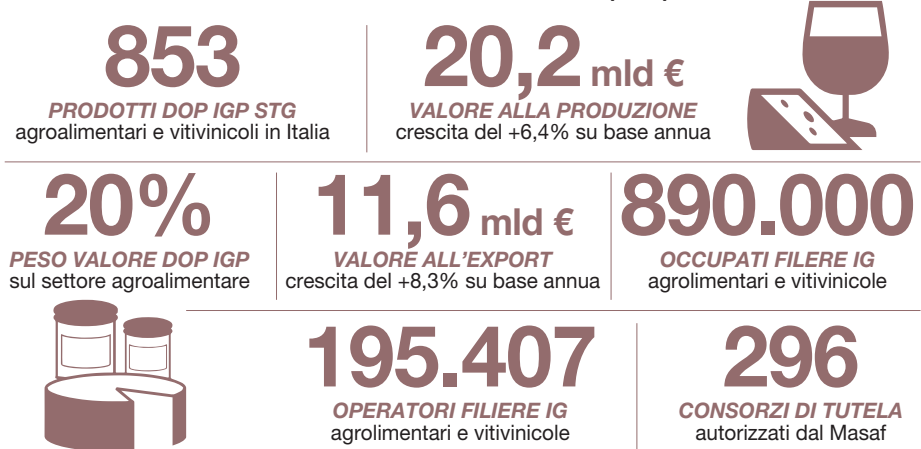 853
PRODOTTI DOP IGP STG
agroalimentari e vitivinicoli in Italia
20,2 mld €
VALORE ALLA PRODUZIONE
crescita del +6,4% su base annua
20%
PESO VALORE DOP IGP
sul settore agroalimentare
11,6 mld €
VALORE ALL'EXPORT
crescita del +8,3% su base annua
890.000
OCCUPATI FILERE IG
agrolimentari e vitivinicole
195.407
OPERATORI FILIERE IG
agrolimentari e vitivinicole
296
CONSORZI DI TUTELA
autorizzati dal Masaf